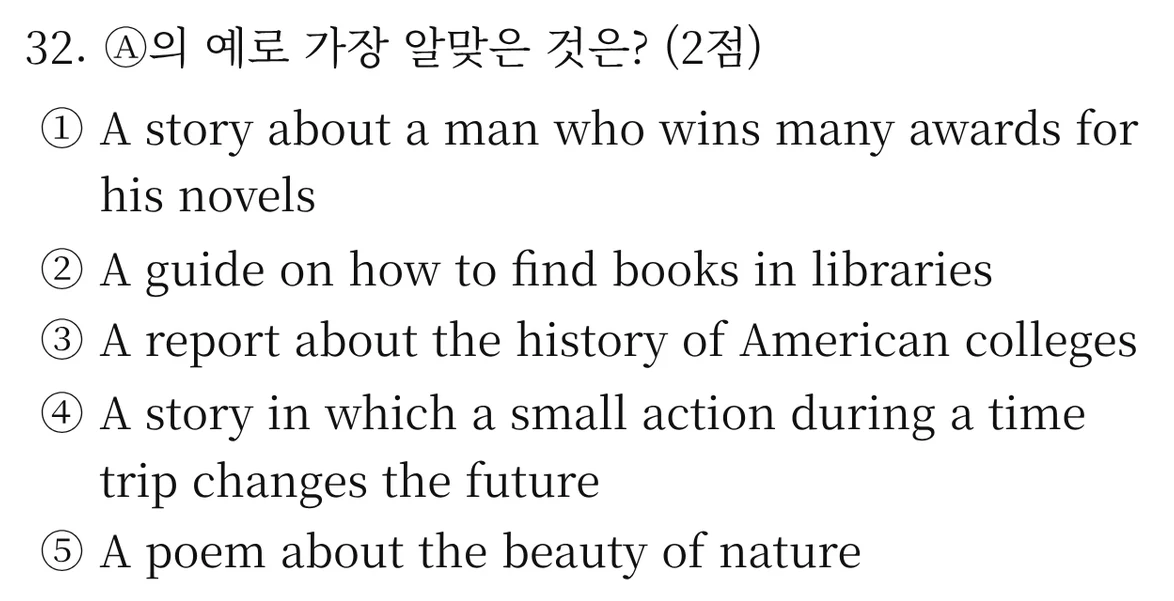 32. Ⓐ의 예로 가장 알맞은 것은? (2점)
① A story about a man who wins many awards for
his novels
② A guide on how to find books in libraries
③ A report about the history of American colleges
④ A story in which a small action during a time
trip changes the future
⑤ A poem about the beauty of nature